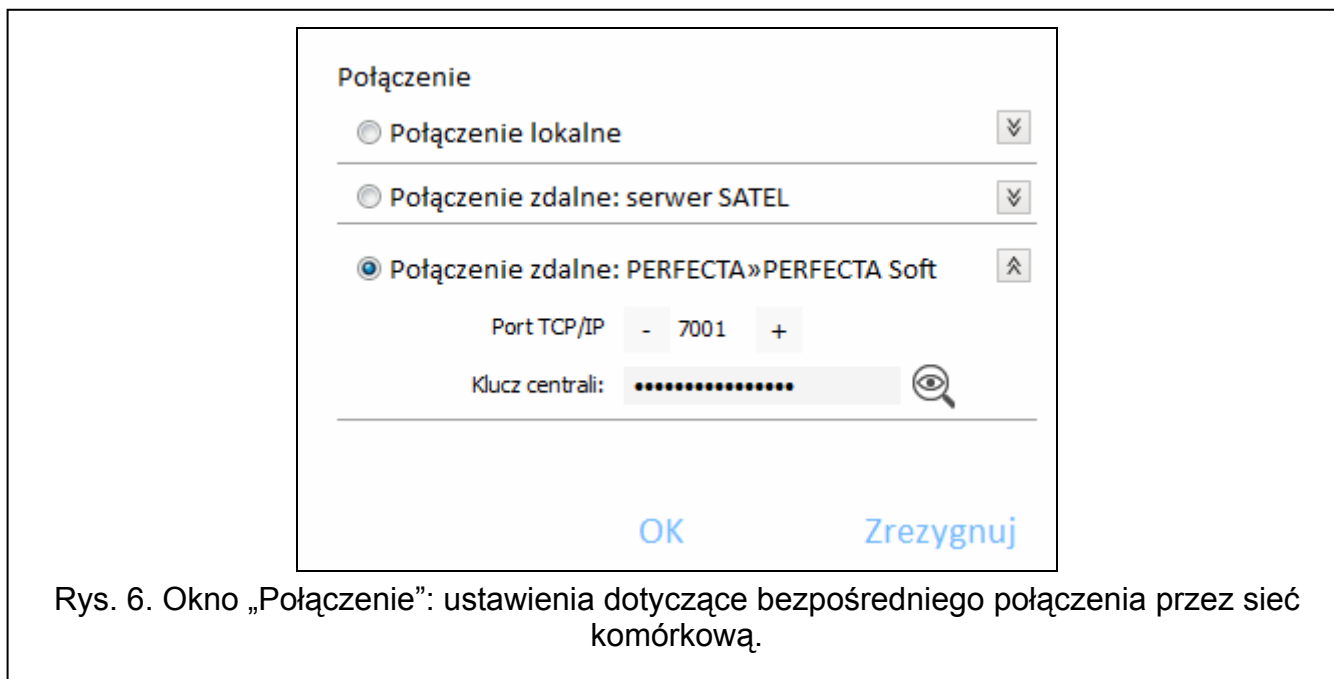 Połączenie
Połączenie lokalne
Połączenie zdalne: serwer SATEL
Połączenie zdalne: PERFECTA»PERFECTA Soft
Port TCP/IP - 7001 +
Klucz centrali: ••••••••••••••••
OK Zrezygnuj
Rys. 6. Okno „Połączenie”: ustawienia dotyczące bezpośredniego połączenia przez sieć
komórkową.